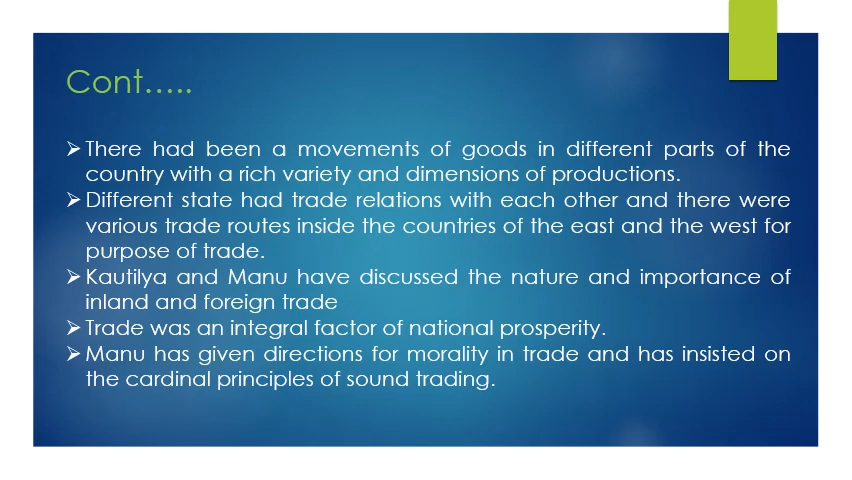 Cont…..
➢ There had been a movements of goods in different parts of the
country with a rich variety and dimensions of productions.
➢ Different state had trade relations with each other and there were
various trade routes inside the countries of the east and the west for
purpose of trade.
➢ Kautilya and Manu have discussed the nature and importance of
inland and foreign trade
➢ Trade was an integral factor of national prosperity.
➢ Manu has given directions for morality in trade and has insisted on
the cardinal principles of sound trading.